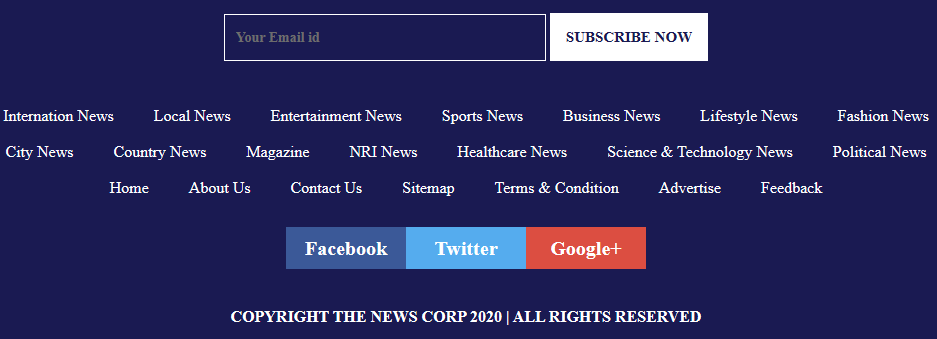 Your Email id SUBSCRIBE NOW
Internation News Local News Entertainment News Sports News Business News Lifestyle News Fashion News
City News Country News Magazine NRI News Healthcare News Science & Technology News Political News
Home About Us Contact Us Sitemap Terms & Condition Advertise Feedback
Facebook Twitter Google+
COPYRIGHT THE NEWS CORP 2020 | ALL RIGHTS RESERVED